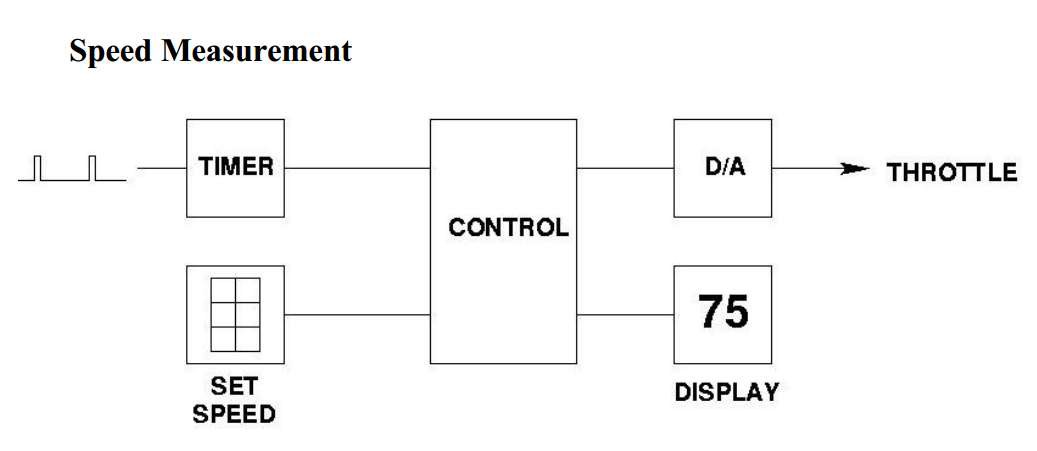 Speed Measurement
TIMER
D/A
THROTTLE
CONTROL
75
SET
SPEED
DISPLAY